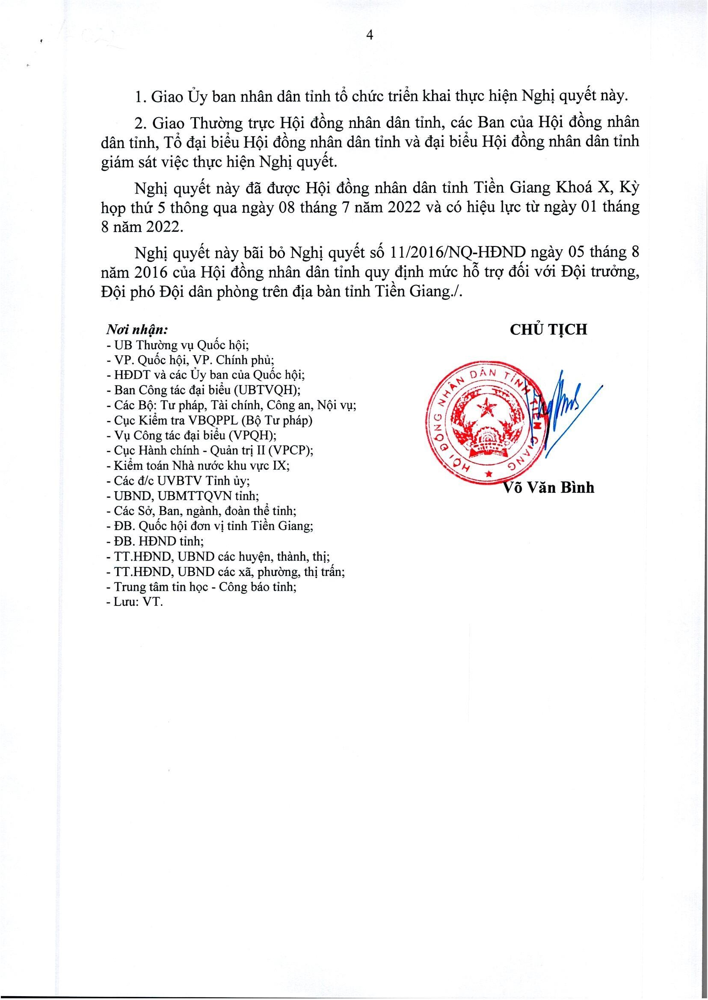 4
1. Giao Ủy ban nhân dân tỉnh tổ chức triển khai thực hiện Nghị quyết này.
2. Giao Thường trực Hội đồng nhân dân tỉnh, các Ban của Hội đồng nhân
dân tỉnh, Tổ đại biểu Hội đồng nhân dân tỉnh và đại biểu Hội đồng nhân dân tỉnh
giám sát việc thực hiện Nghị quyết.
Nghị quyết này đã được Hội đồng nhân dân tỉnh Tiền Giang Khoá X, Kỳ
họp thứ 5 thông qua ngày 08 tháng 7 năm 2022 và có hiệu lực từ ngày 01 tháng
8 năm 2022.
Nghị quyết này bãi bỏ Nghị quyết số 11/2016/NQ-HĐND ngày 05 tháng 8
năm 2016 của Hội đồng nhân dân tỉnh quy định mức hỗ trợ đối với Đội trưởng,
Đội phó Đội dân phòng trên địa bàn tỉnh Tiền Giang./.
Nơi nhận:
- UB Thường vụ Quốc hội;
- VP. Quốc hội, VP. Chính phủ;
- HĐDT và các Ủy ban của Quốc hội;
- Ban Công tác đại biểu (UBTVQH);
- Các Bộ: Tư pháp, Tài chính, Công an, Nội vụ;
- Cục Kiểm tra VBQPPL (Bộ Tư pháp)
- Vụ Công tác đại biểu (VPQH);
- Cục Hành chính - Quản trị II (VPCP);
- Kiểm toán Nhà nước khu vực IX;
- Các đ/c UVBTV Tỉnh ủy;
- UBND, UBMTTQVN tỉnh;
- Các Sở, Ban, ngành, đoàn thể tỉnh;
- ĐB. Quốc hội đơn vị tỉnh Tiền Giang;
- ĐB. HĐND tỉnh;
- TT.HĐND, UBND các huyện, thành, thị;
- TT.HĐND, UBND các xã, phường, thị trấn;
- Trung tâm tin học - Công báo tỉnh;
- Lưu: VT.
CHỦ TỊCH
HỘI ĐỒNG NHÂN DÂN TỈNH TIỀN GIANG
VIỆT NAM
Võ Văn Bình